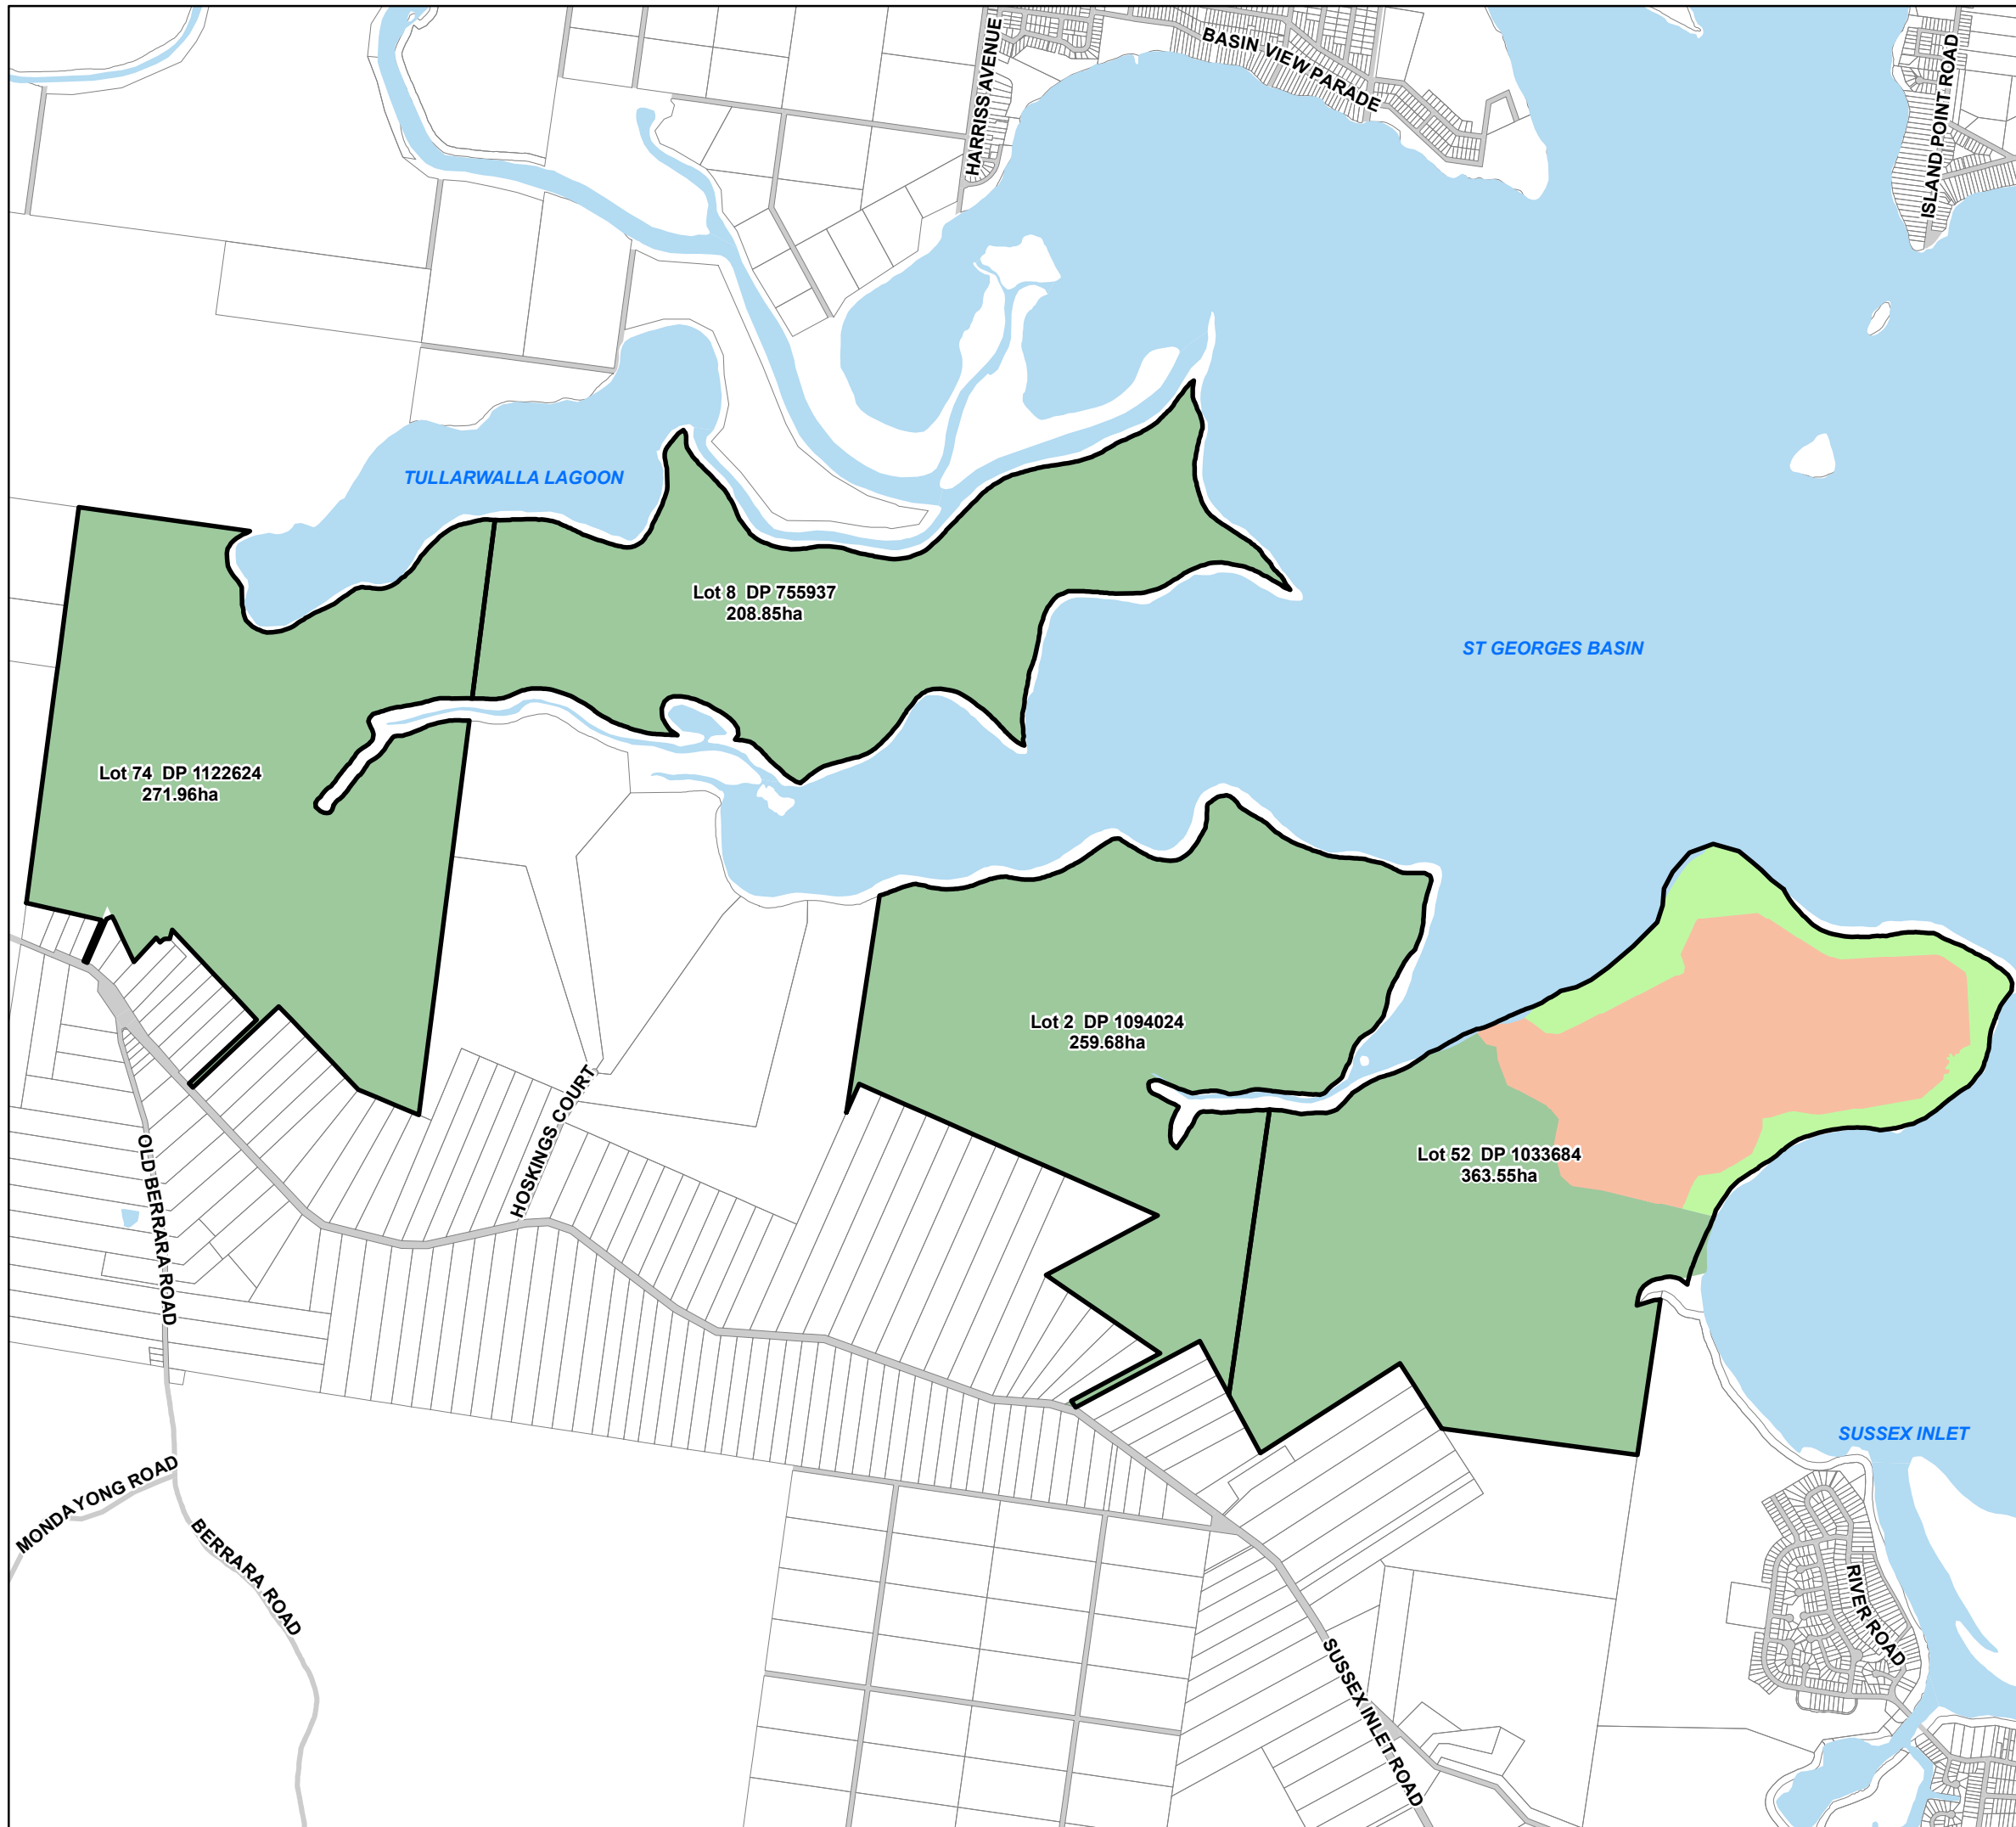 HARRISS AVENUE
BASIN VIEW PARADE
ISLAND POINT ROAD
TULLARWALLA LAGOON
Lot 8 DP 755937
208.85ha
ST GEORGES BASIN
Lot 74 DP 1122624
271.96ha
Lot 2 DP 1094024
259.68ha
Lot 52 DP 1033684
363.55ha
HOSKINGS COURT
OLD BERRARA ROAD
SUSSEX INLET
MONDAYONG ROAD
BERRARA ROAD
RIVER ROAD
SUSSEX INLET ROAD